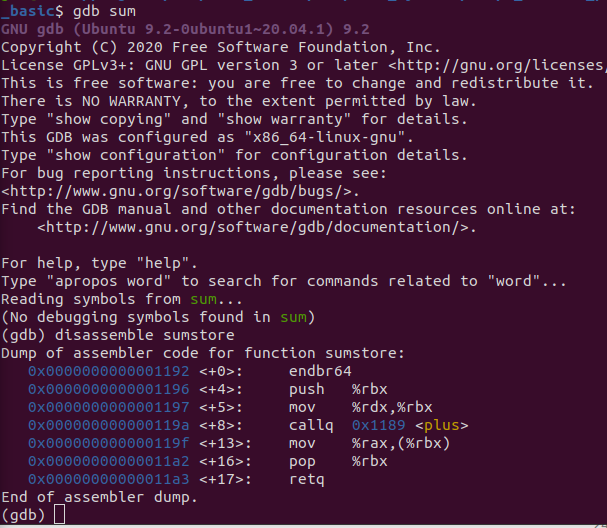 _basic$ gdb sum
GNU gdb (Ubuntu 9.2-0ubuntu1~20.04.1) 9.2
Copyright (C) 2020 Free Software Foundation, Inc.
License GPLv3+: GNU GPL version 3 or later <http://gnu.org/licenses/
This is free software: you are free to change and redistribute it.
There is NO WARRANTY, to the extent permitted by law.
Type "show copying" and "show warranty" for details.
This GDB was configured as "x86_64-linux-gnu".
Type "show configuration" for configuration details.
For bug reporting instructions, please see:
<http://www.gnu.org/software/gdb/bugs/>.
Find the GDB manual and other documentation resources online at:
    <http://www.gnu.org/software/gdb/documentation/>.

For help, type "help".
Type "apropos word" to search for commands related to "word"...
Reading symbols from sum...
(No debugging symbols found in sum)
(gdb) disassemble sumstore
Dump of assembler code for function sumstore:
   0x0000000000001192 <+0>:     endbr64
   0x0000000000001196 <+4>:     push   %rbx
   0x0000000000001197 <+5>:     mov    %rdx,%rbx
   0x000000000000119a <+8>:     callq  0x1189 <plus>
   0x000000000000119f <+13>:    mov    %rax,(%rbx)
   0x00000000000011a2 <+16>:    pop    %rbx
   0x00000000000011a3 <+17>:    retq
End of assembler dump.
(gdb)